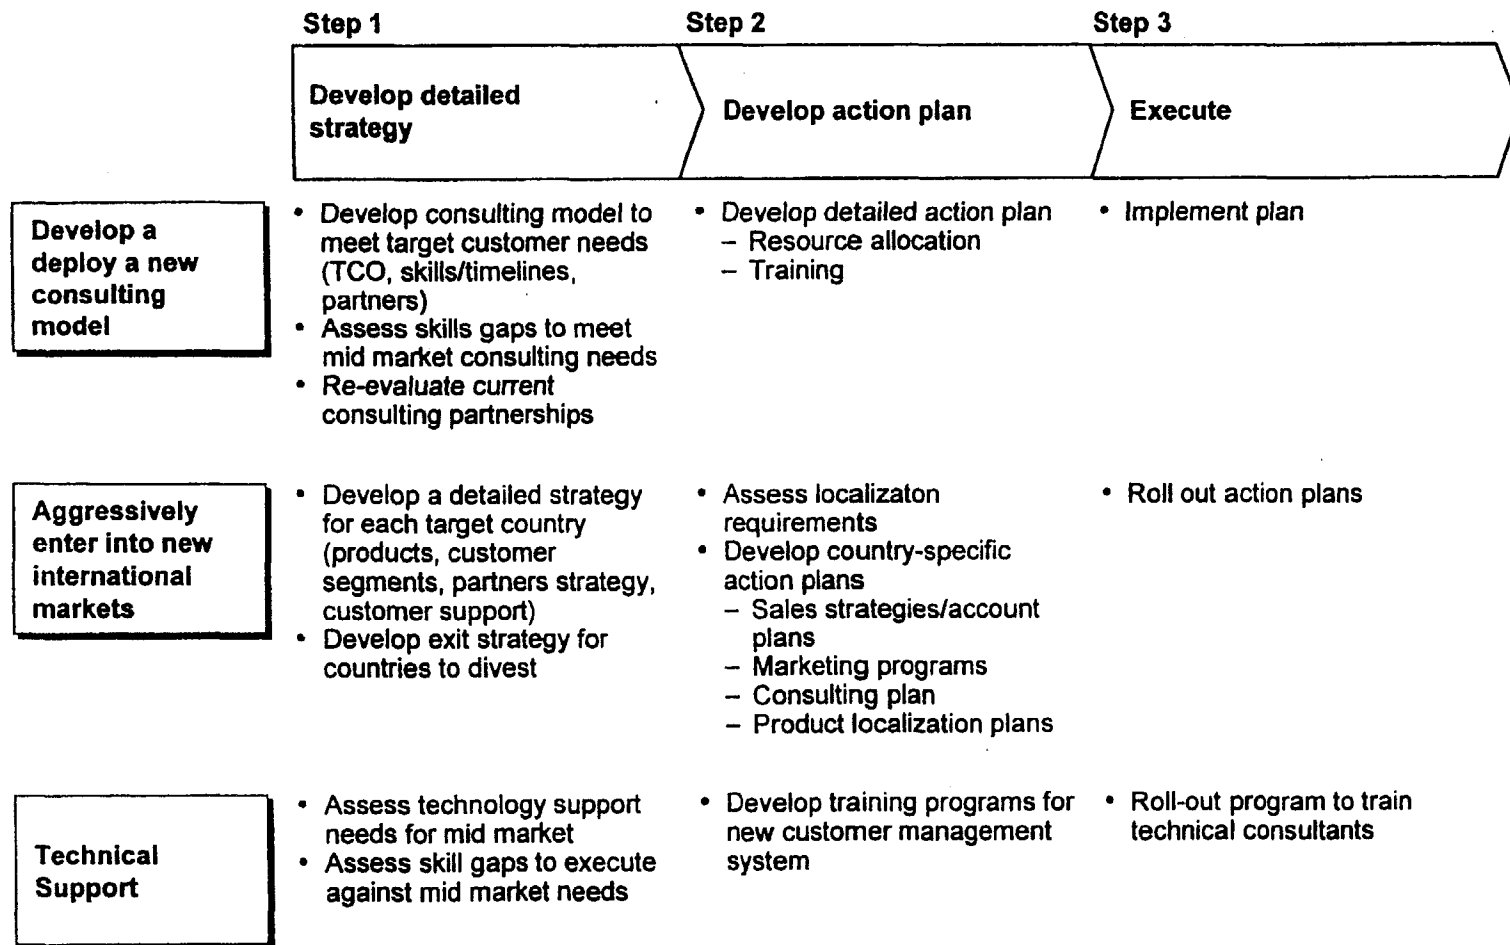 Step 1
Step 2
Step 3
Develop detailed
strategy
Develop action plan
Execute
Develop a
deploy a new
consulting
model
• Develop consulting model to
meet target customer needs
(TCO, skills/timelines,
partners)
• Assess skills gaps to meet
mid market consulting needs
• Re-evaluate current
consulting partnerships
• Develop detailed action plan
– Resource allocation
– Training
• Implement plan
Aggressively
enter into new
international
markets
• Develop a detailed strategy
for each target country
(products, customer
segments, partners strategy,
customer support)
• Develop exit strategy for
countries to divest
• Assess localizaton
requirements
• Develop country-specific
action plans
– Sales strategies/account
plans
– Marketing programs
– Consulting plan
– Product localization plans
• Roll out action plans
Technical
Support
• Assess technology support
needs for mid market
• Assess skill gaps to execute
against mid market needs
• Develop training programs for
new customer management
system
• Roll-out program to train
technical consultants